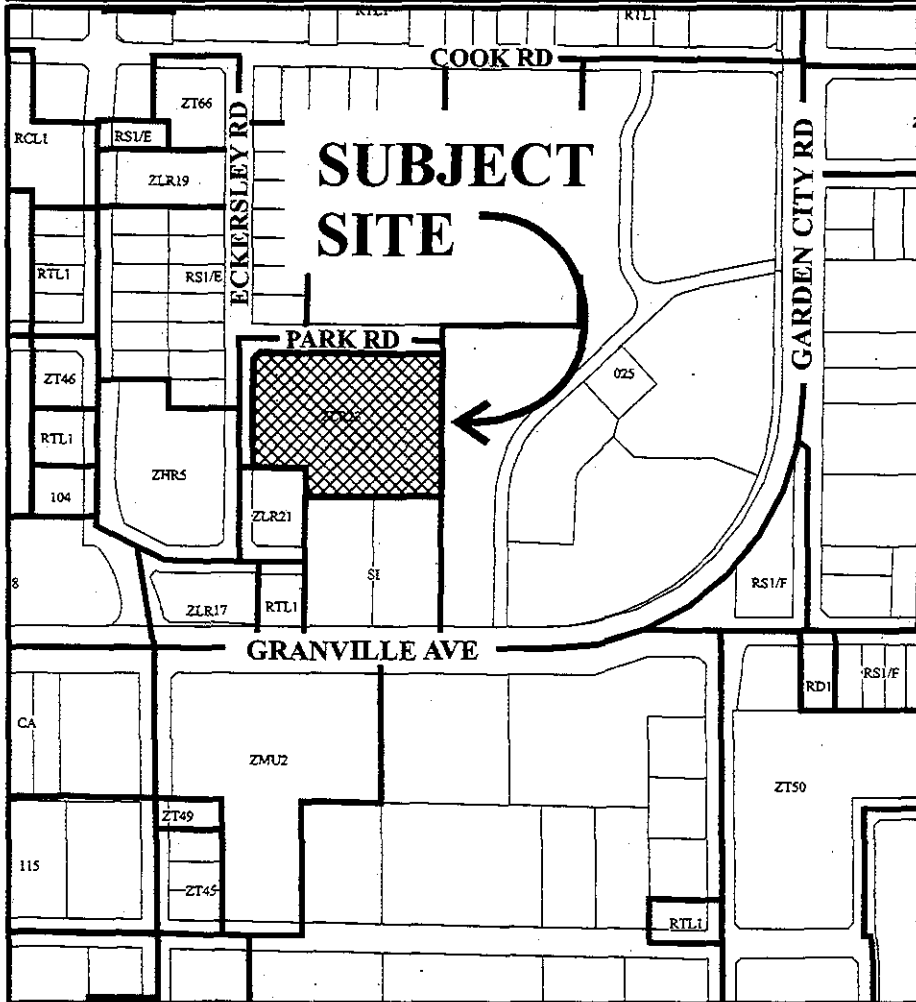 RTL1
RTL1
COOK RD
ZT66
RCL1
RS1/E
ECKERSLEY RD
SUBJECT
SITE
GARDEN CITY RD
ZLR19
RTL1
RS1/E
PARK RD
ZT46
025
RTL1
104
ZHR5
ZLR21
SI
8
ZLR17
RTL1
RS1/F
GRANVILLE AVE
RD1
RS1/F
CA
ZMU2
ZT50
ZT49
115
ZT45
RTL1